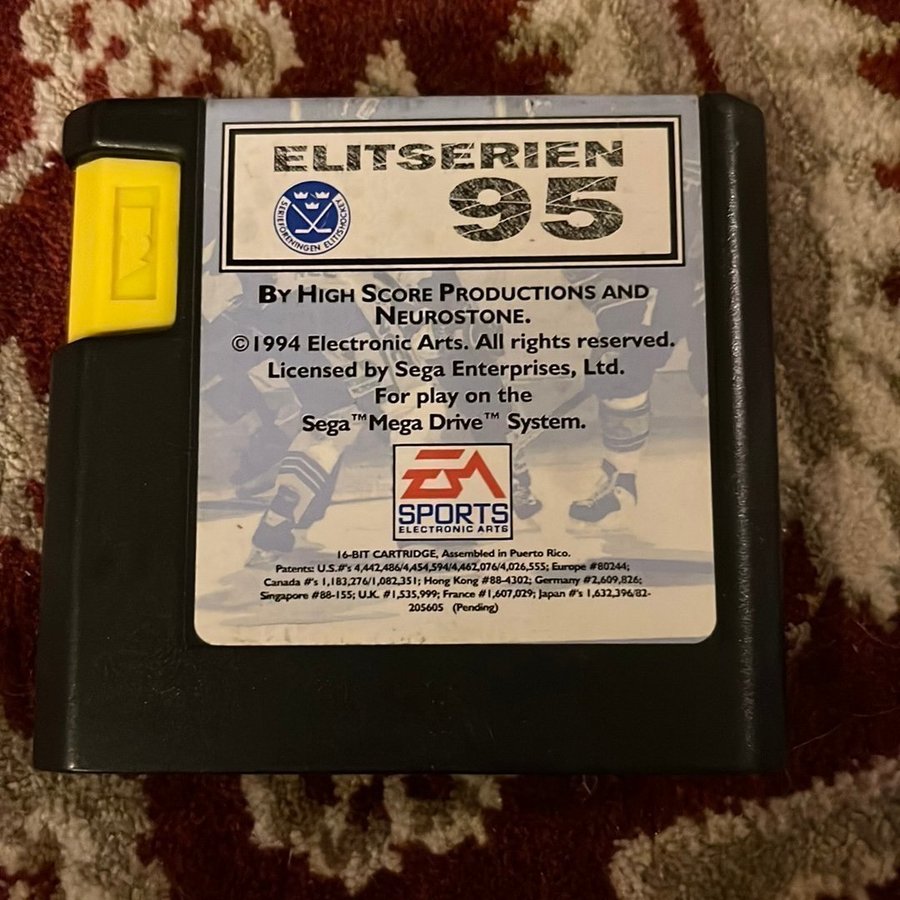 ELITSERIEN
95
SERIEFÖRENINGEN ELITISHOCKEY
BY HIGH SCORE PRODUCTIONS AND
NEUROSTONE.
©1994 Electronic Arts. All rights reserved.
Licensed by Sega Enterprises, Ltd.
For play on the
Sega™ Mega Drive™ System.
EA
SPORTS
ELECTRONIC ARTS
16-BIT CARTRIDGE, Assembled in Puerto Rico.
Patents: U.S.#'s 4,442,486/4,454,594/4,462,076/4,026,555; Europe #80244;
Canada #'s 1,183,276/1,082,351; Hong Kong #88-4302; Germany #2,609,826;
Singapore #88-155; U.K. #1,535,999; France #1,607,029; Japan #'s 1,632,396/82-
205605 (Pending)